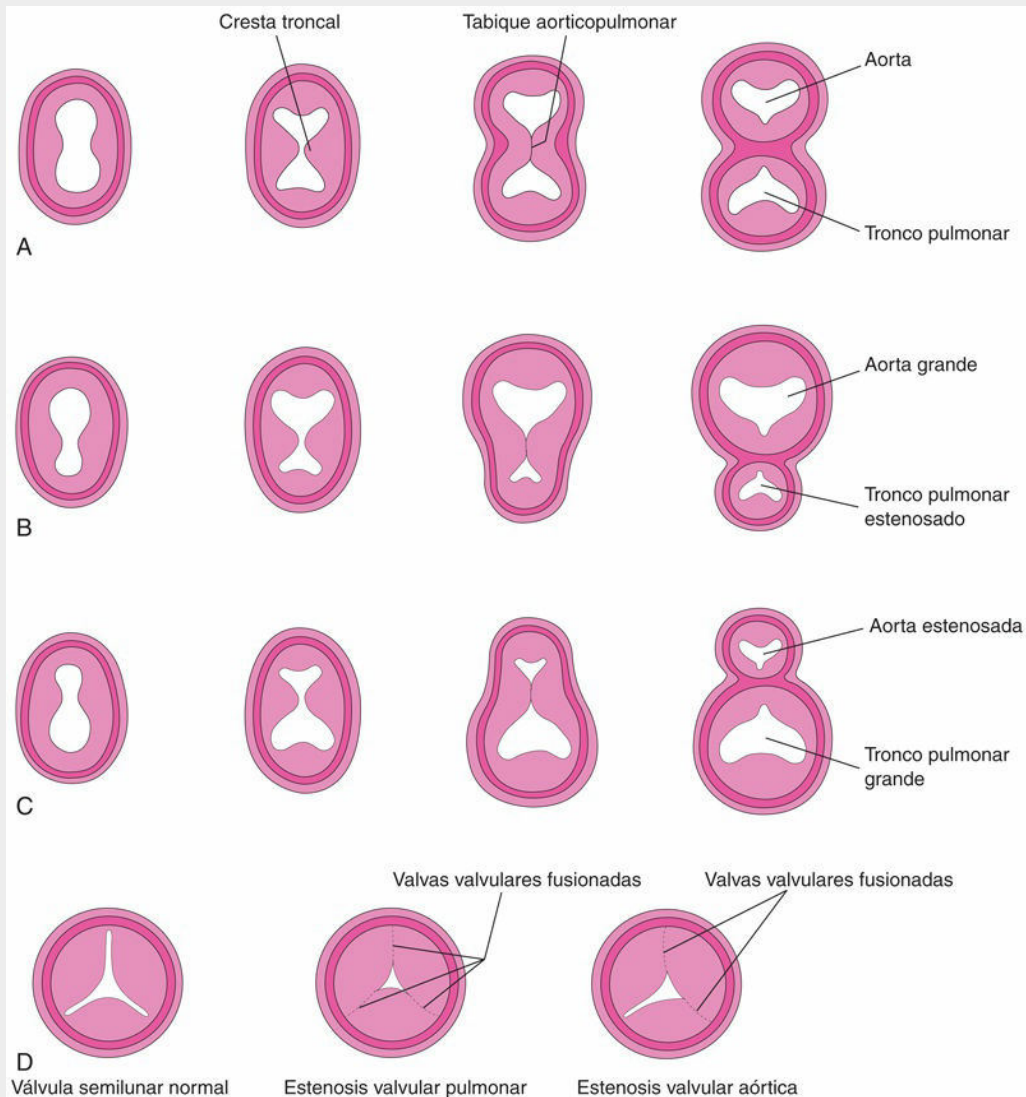 Cresta troncal
Tabique aorticopulmonar
Aorta
Tronco pulmonar
A
Aorta grande
Tronco pulmonar
estenosado
B
Aorta estenosada
Tronco pulmonar
grande
C
Valvas valvulares fusionadas
Valvas valvulares fusionadas
D
Válvula semilunar normal
Estenosis valvular pulmonar
Estenosis valvular aórtica